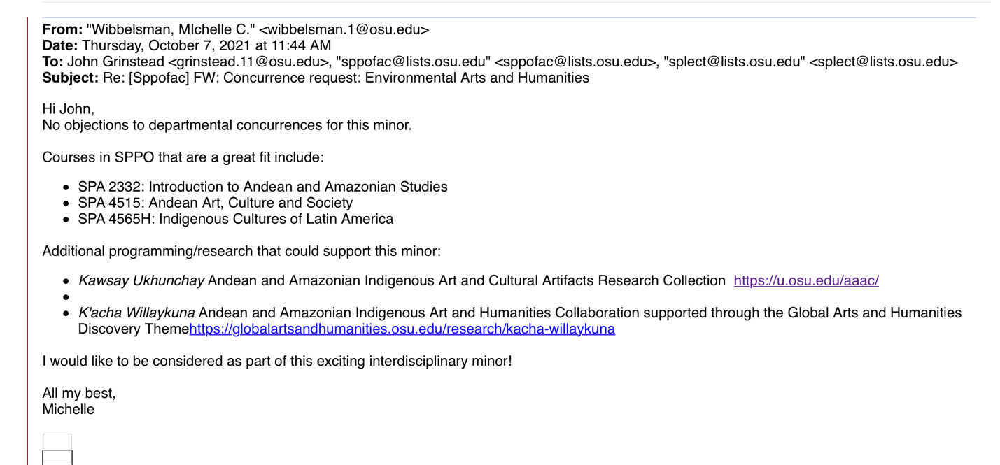 From: "Wibbelsman, MIchelle C." <wibbelsman.1@osu.edu>
Date: Thursday, October 7, 2021 at 11:44 AM
To: John Grinstead <grinstead.11@osu.edu>, "sppofac@lists.osu.edu" <sppofac@lists.osu.edu>, "splect@lists.osu.edu" <splect@lists.osu.edu>
Subject: Re: [Sppofac] FW: Concurrence request: Environmental Arts and Humanities
Hi John,
No objections to departmental concurrences for this minor.
Courses in SPPO that are a great fit include:
• SPA 2332: Introduction to Andean and Amazonian Studies
• SPA 4515: Andean Art, Culture and Society
• SPA 4565H: Indigenous Cultures of Latin America
Additional programming/research that could support this minor:
• Kawsay Ukhunchay Andean and Amazonian Indigenous Art and Cultural Artifacts Research Collection  https://u.osu.edu/aaac/
•
• K'acha Willaykuna Andean and Amazonian Indigenous Art and Humanities Collaboration supported through the Global Arts and Humanities
Discovery Themehttps://globalartsandhumanities.osu.edu/research/kacha-willaykuna
I would like to be considered as part of this exciting interdisciplinary minor!
All my best,
Michelle